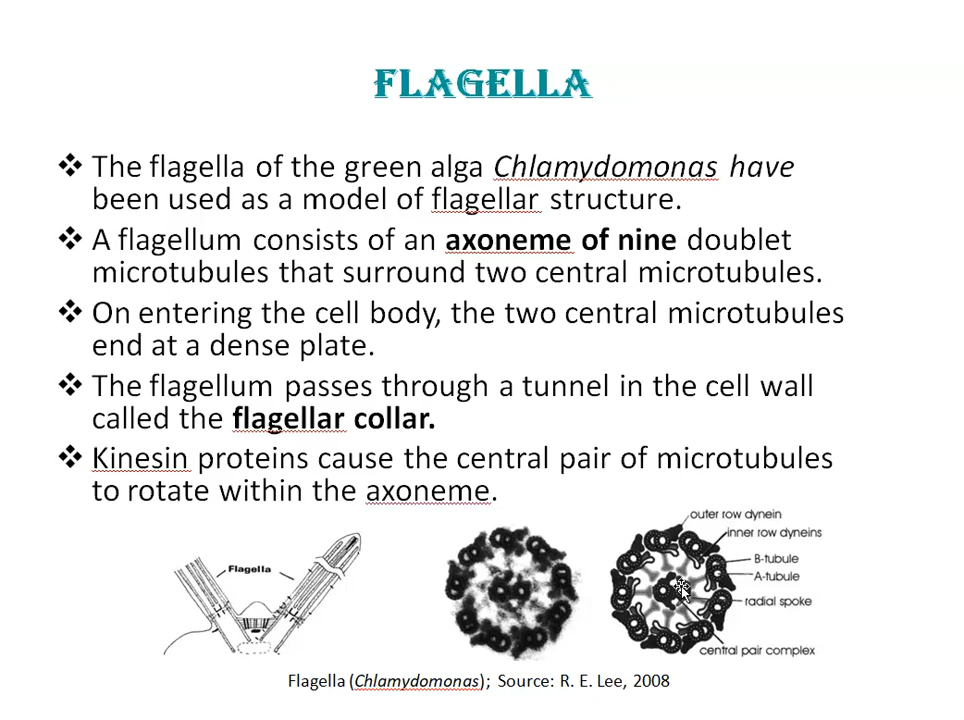 FLAGELLA
❖ The flagella of the green alga Chlamydomonas have
been used as a model of flagellar structure.
❖ A flagellum consists of an axoneme of nine doublet
microtubules that surround two central microtubules.
❖ On entering the cell body, the two central microtubules
end at a dense plate.
❖ The flagellum passes through a tunnel in the cell wall
called the flagellar collar.
❖ Kinesin proteins cause the central pair of microtubules
to rotate within the axoneme.
Flagella
outer row dynein
inner row dyneins
B-tubule
A-tubule
radial spoke
central pair complex
Flagella (Chlamydomonas); Source: R. E. Lee, 2008